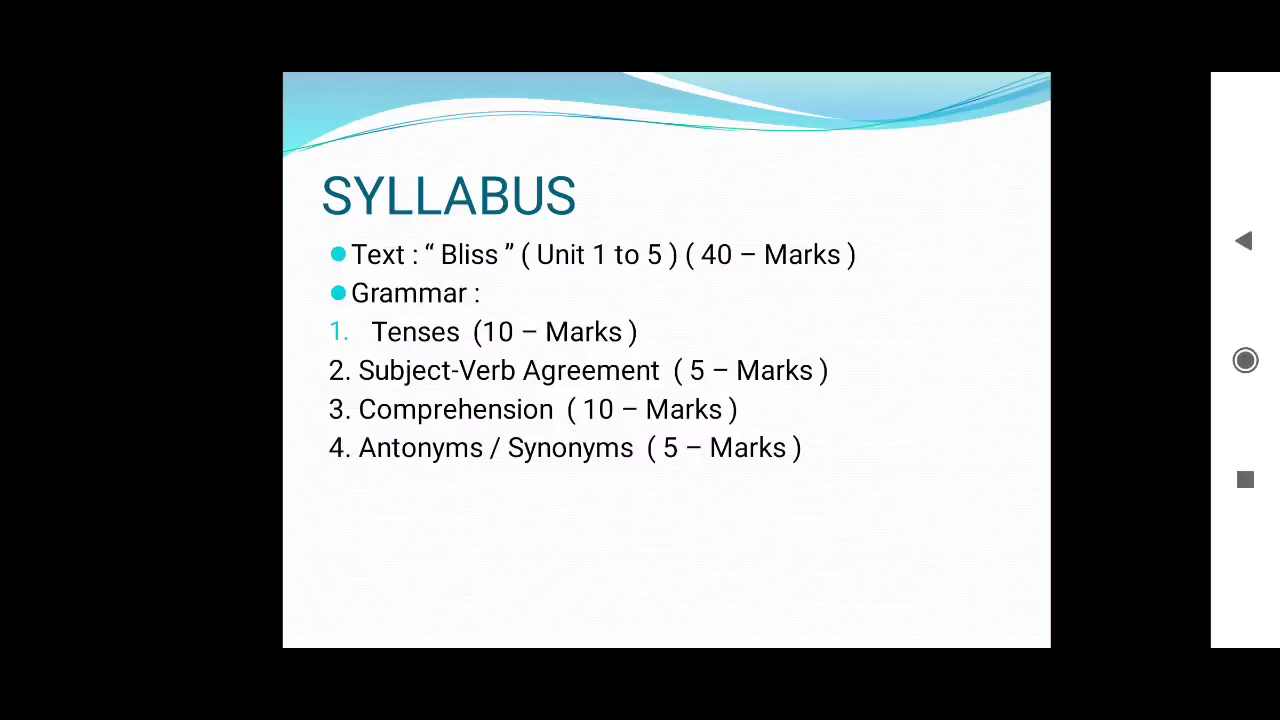 SYLLABUS
Text : “ Bliss ” ( Unit 1 to 5 ) ( 40 – Marks )
Grammar :
1. Tenses (10 – Marks )
2. Subject-Verb Agreement ( 5 – Marks )
3. Comprehension ( 10 – Marks )
4. Antonyms / Synonyms ( 5 – Marks )